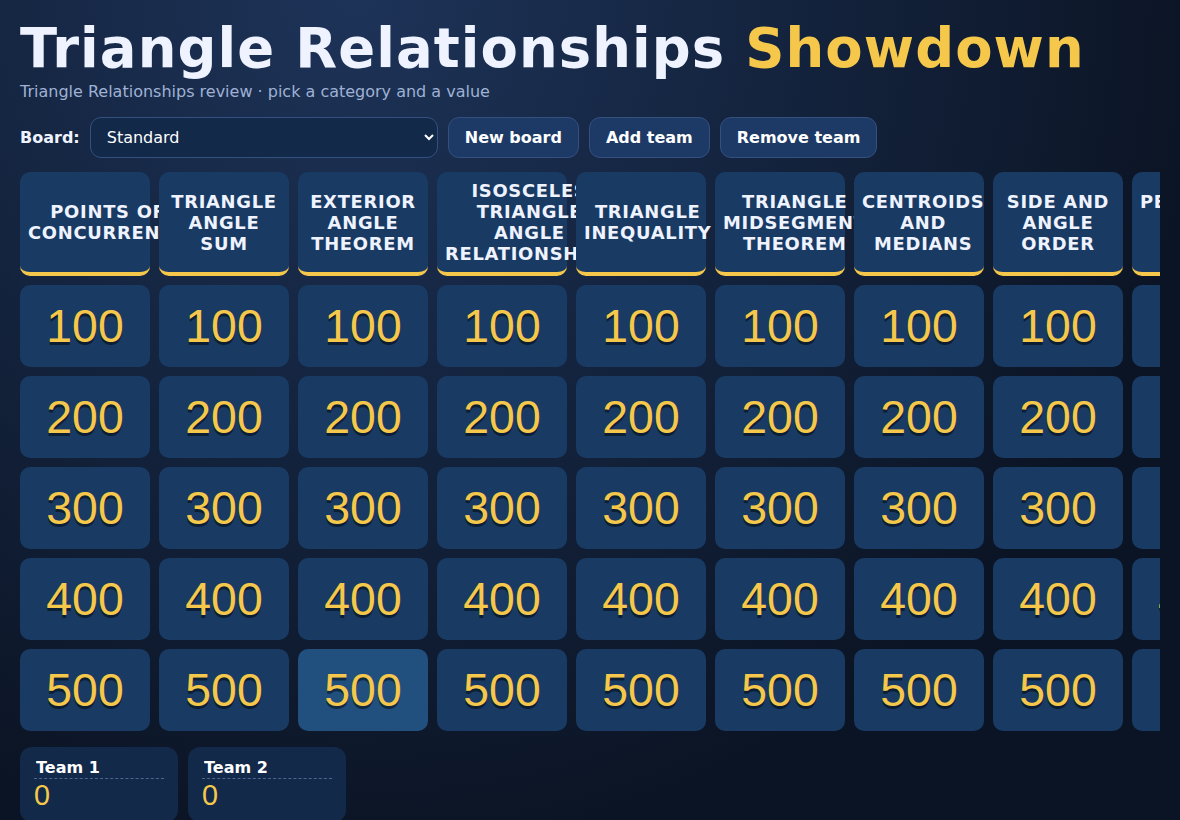 Triangle Relationships Showdown
Triangle Relationships review · pick a category and a value
Board: Standard New board Add team Remove team
POINTS OF
CONCURREN
TRIANGLE
ANGLE
SUM
EXTERIOR
ANGLE
THEOREM
ISOSCELES
TRIANGLE
ANGLE
RELATIONSH
TRIANGLE
INEQUALITY
TRIANGLE
MIDSEGMEN
THEOREM
CENTROIDS
AND
MEDIANS
SIDE AND
ANGLE
ORDER
PE
100 100 100 100 100 100 100 100
200 200 200 200 200 200 200 200
300 300 300 300 300 300 300 300
400 400 400 400 400 400 400 400
500 500 500 500 500 500 500 500
Team 1 Team 2
0 0